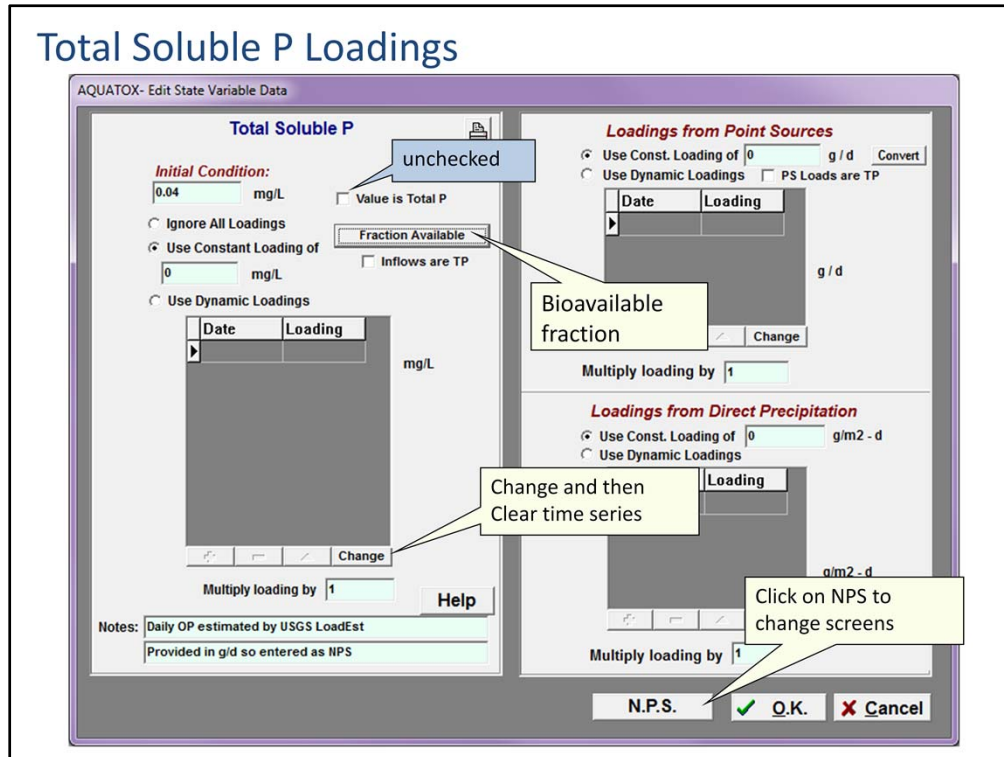 Total Soluble P Loadings
AQUATOX- Edit State Variable Data
Total Soluble P
unchecked
Initial Condition:
0.04 mg/L
Value is Total P
Ignore All Loadings
Fraction Available
Use Constant Loading of
Inflows are TP
0 mg/L
Use Dynamic Loadings
Date Loading
mg/L
Change
Change and then
Clear time series
Multiply loading by 1
Help
Notes: Daily OP estimated by USGS LoadEst
Provided in g/d so entered as NPS
Loadings from Point Sources
Use Const. Loading of 0 g / d Convert
Use Dynamic Loadings PS Loads are TP
Date Loading
g / d
Bioavailable
fraction
Change
Multiply loading by 1
Loadings from Direct Precipitation
Use Const. Loading of 0 g/m2 - d
Use Dynamic Loadings
Loading
g/m2 - d
Click on NPS to
change screens
Multiply loading by 1
N.P.S. O.K. Cancel